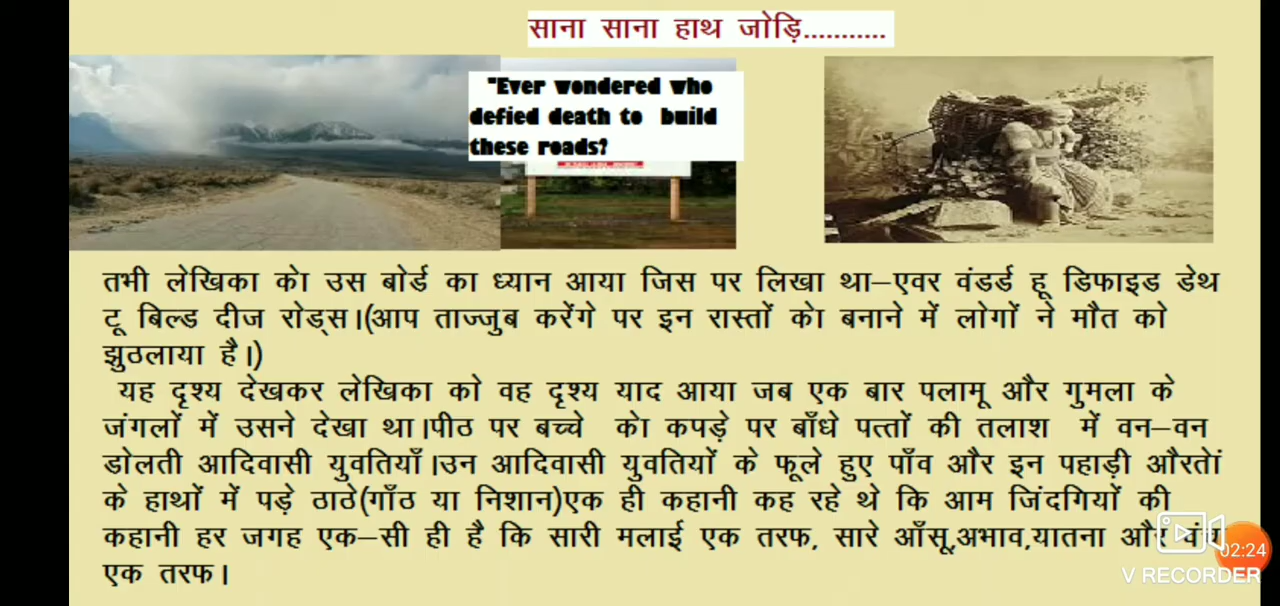 साना साना हाथ जोड़ि...........
"Ever wondered who
defied death to build
these roads?
तभी लेखिका को उस बोर्ड का ध्यान आया जिस पर लिखा था–एवर वंडर्ड हू डिफाइड डेथ
टू बिल्ड दीज रोड्स।(आप ताज्जुब करेंगे पर इन रास्तों को बनाने में लोगों ने मौत को
झुठलाया है।)
यह दृश्य देखकर लेखिका को वह दृश्य याद आया जब एक बार पलामू और गुमला के
जंगलों में उसने देखा था।पीठ पर बच्चे को कपड़े पर बाँधे पत्तों की तलाश में वन–वन
डोलती आदिवासी युवतियाँ।उन आदिवासी युवतियों के फूले हुए पाँव और इन पहाड़ी औरतों
के हाथों में पड़े ठाठे(गाँठ या निशान)एक ही कहानी कह रहे थे कि आम जिंदगियों की
कहानी हर जगह एक–सी ही है कि सारी मलाई एक तरफ, सारे आँसू,अभाव,यातना और
एक तरफ।
02:24
V RECORDER